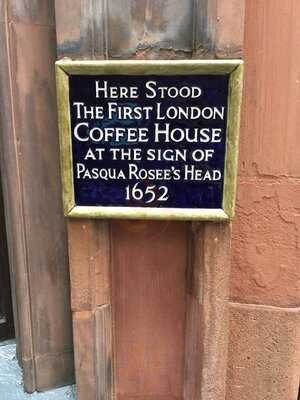 Here Stood
The First London
Coffee House
at the sign of
Pasqua Rosee's Head
1652